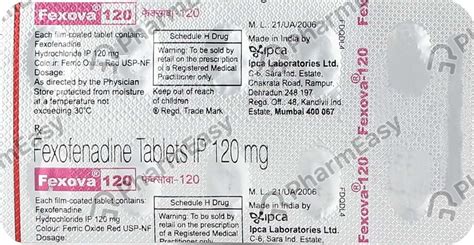 Fexova® 120 फेक्सोवा-120
Each film-coated tablet contains:
Fexofenadine
Hydrochloride IP 120 mg
Colour: Ferric Oxide Red USP-NF
Dosage:
As directed by the Physician
Store protected from moisture
at a temperature not
exceeding 30°C
Schedule H Drug
Warning: To be sold by
retail on the prescription
of a Registered Medical
Practitioner only.
Keep out of reach
of children
® Regd. Trade Mark.
M. L.: 21/UA/2006
Made in India by
ipca
Ipca Laboratories Ltd.
C-6, Sara Ind. Estate,
Chakrata Road, Rampur,
Dehradun 248 197
Regd. Off.: 48, Kandivli Ind.
Estate, Mumbai 400 067
Fexova®-120
Rx
Fexofenadine Tablets IP 120 mg
Fexova® 120 फेक्सोवा-120
Each film-coated tablet contains:
Fexofenadine
Hydrochloride IP 120 mg
Colour: Ferric Oxide Red USP-NF
Schedule H Drug
Warning: To be sold by
retail on the prescription
of a Registered Medical
Practitioner only.
M. L.: 21/UA/2006
Made in India by
ipca
Ipca Laboratories Ltd.
C-6, Sara Ind. Estate,
Fexova®-120
PharmEasy